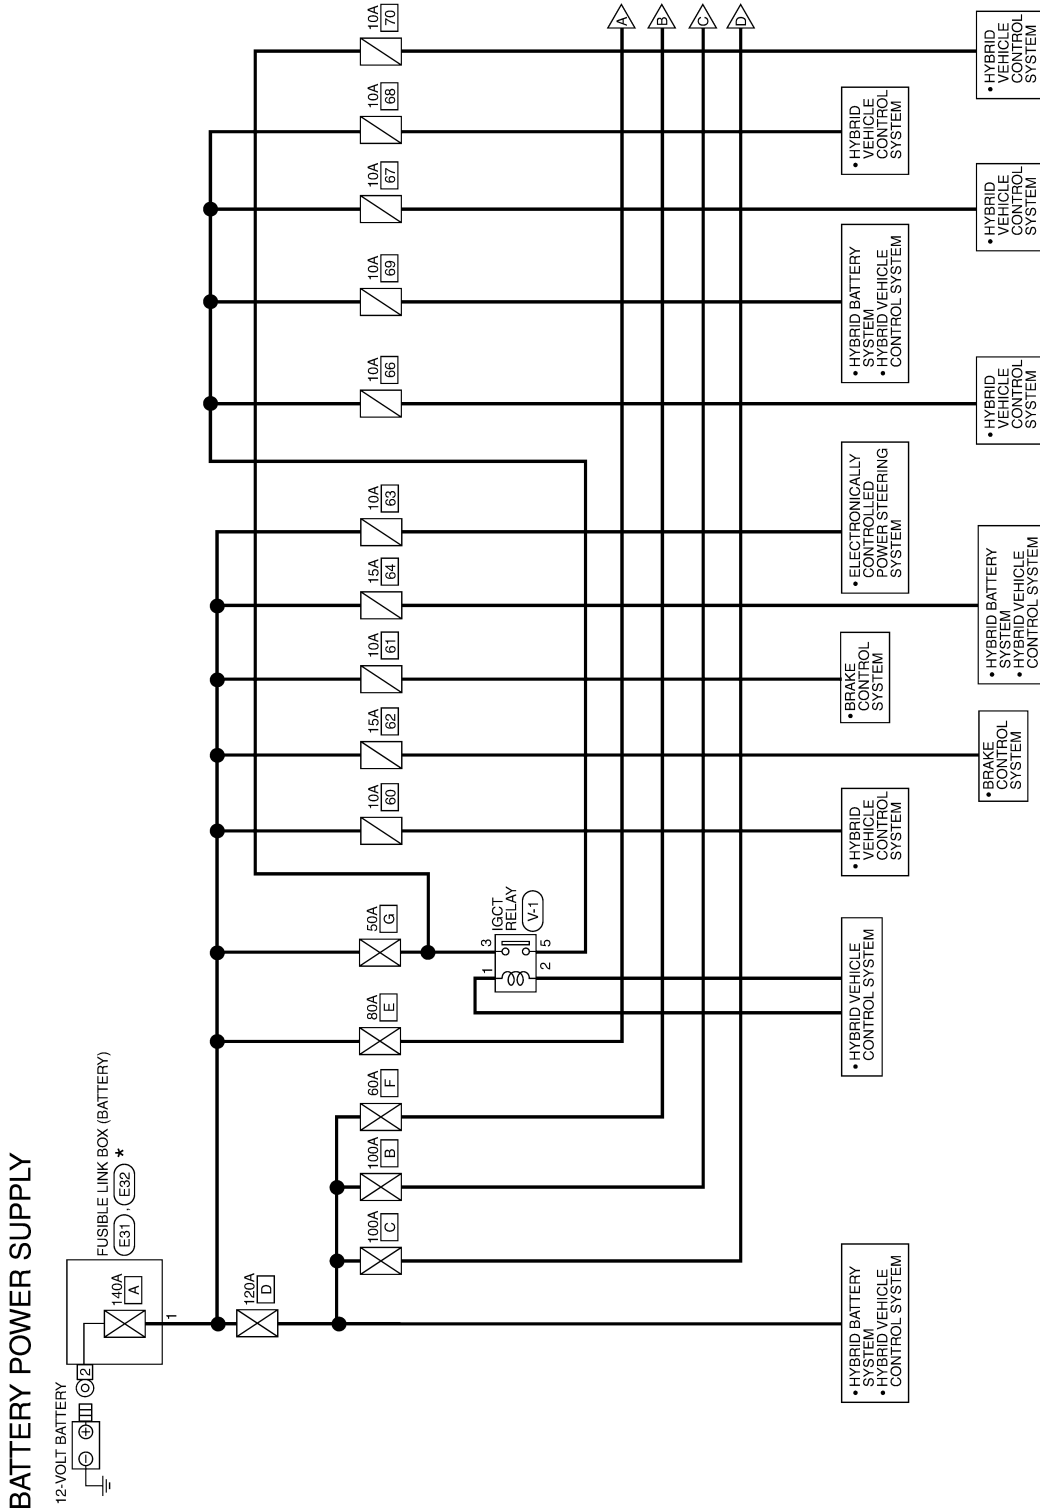 BATTERY POWER SUPPLY
12-VOLT BATTERY
2
FUSIBLE LINK BOX (BATTERY)
E31 , E32 *
140A
A
1
120A
D
100A
C
100A
B
60A
F
80A
E
50A
G
10A
60
15A
62
10A
61
15A
64
10A
63
10A
66
10A
69
10A
67
10A
68
10A
70
IGCT
RELAY
V-1
1
3
2
5
A
B
C
D
• HYBRID BATTERY
SYSTEM
• HYBRID VEHICLE
CONTROL SYSTEM
• HYBRID VEHICLE
CONTROL SYSTEM
• HYBRID
VEHICLE
CONTROL
SYSTEM
• BRAKE
CONTROL
SYSTEM
• BRAKE
CONTROL
SYSTEM
• HYBRID BATTERY
SYSTEM
• HYBRID VEHICLE
CONTROL SYSTEM
• ELECTRONICALLY
CONTROLLED
POWER STEERING
SYSTEM
• HYBRID
VEHICLE
CONTROL
SYSTEM
• HYBRID BATTERY
SYSTEM
• HYBRID VEHICLE
CONTROL SYSTEM
• HYBRID
VEHICLE
CONTROL
SYSTEM
• HYBRID
VEHICLE
CONTROL
SYSTEM
• HYBRID
VEHICLE
CONTROL
SYSTEM